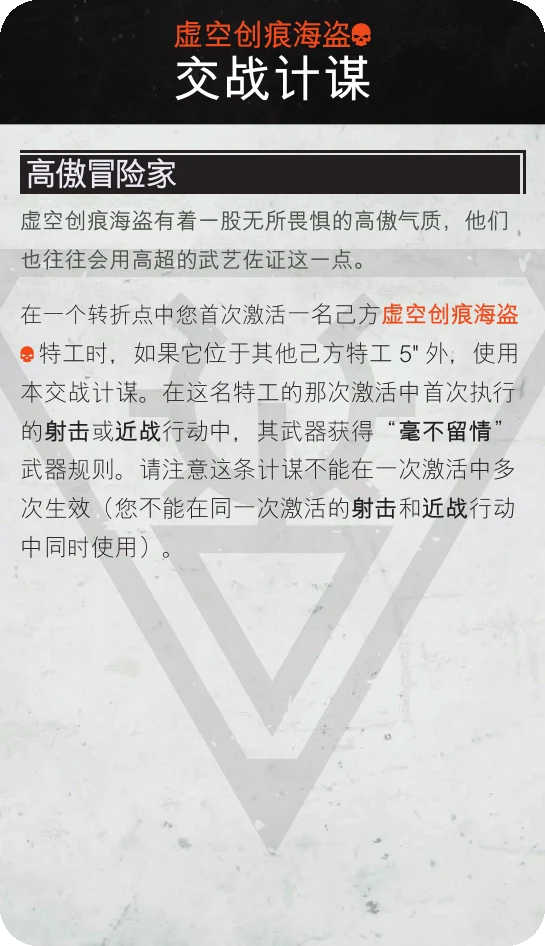 虚空创痕海盗
交战计谋
高傲冒险家
虚空创痕海盗有着一股无所畏惧的高傲气质，他们
也往往会用高超的武艺佐证这一点。
在一个转折点中您首次激活一名己方虚空创痕海盗
特工时，如果它位于其他己方特工 5" 外，使用
本交战计谋。在这名特工的那次激活中首次执行
的射击或近战行动中，其武器获得“毫不留情”
武器规则。请注意这条计谋不能在一次激活中多
次生效（您不能在同一次激活的射击和近战行动
中同时使用）。